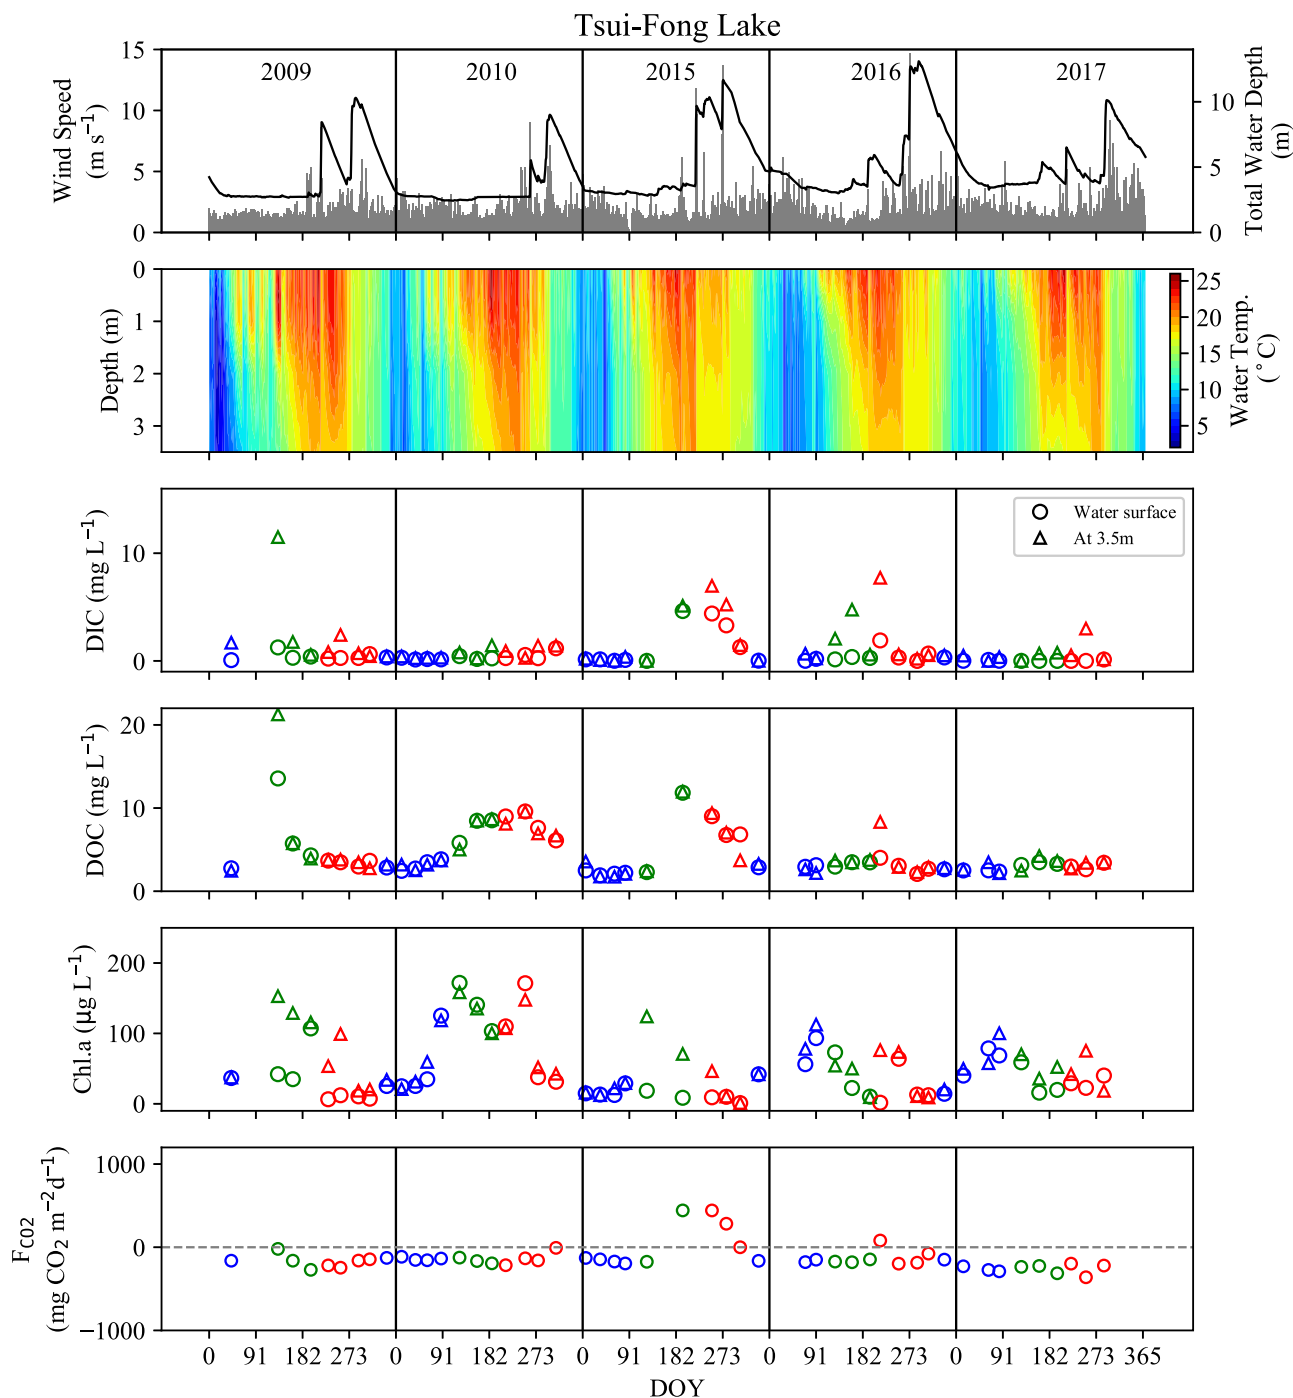 Tsui-Fong Lake
2009 2010 2015 2016 2017
15
10
5
0
Wind Speed
(m s⁻¹)
10
5
0
Total Water Depth
(m)
0
1
2
3
Depth (m)
25
20
15
10
5
Water Temp.
(˚C)
10
0
DIC (mg L⁻¹)
Water surface
At 3.5m
20
10
0
DOC (mg L⁻¹)
200
100
0
Chl.a (μg L⁻¹)
1000
0
−1000
F_CO2
(mg CO₂ m⁻²d⁻¹)
0 91 182 273 0 91 182 273 0 91 182 273 0 91 182 273 0 91 182 273 365
DOY